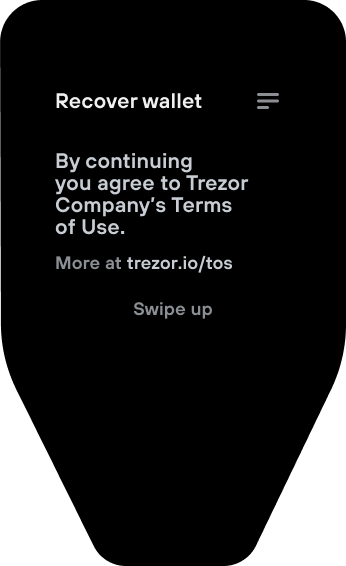 Recover wallet
By continuing
you agree to Trezor
Company's Terms
of Use.
More at trezor.io/tos
Swipe up